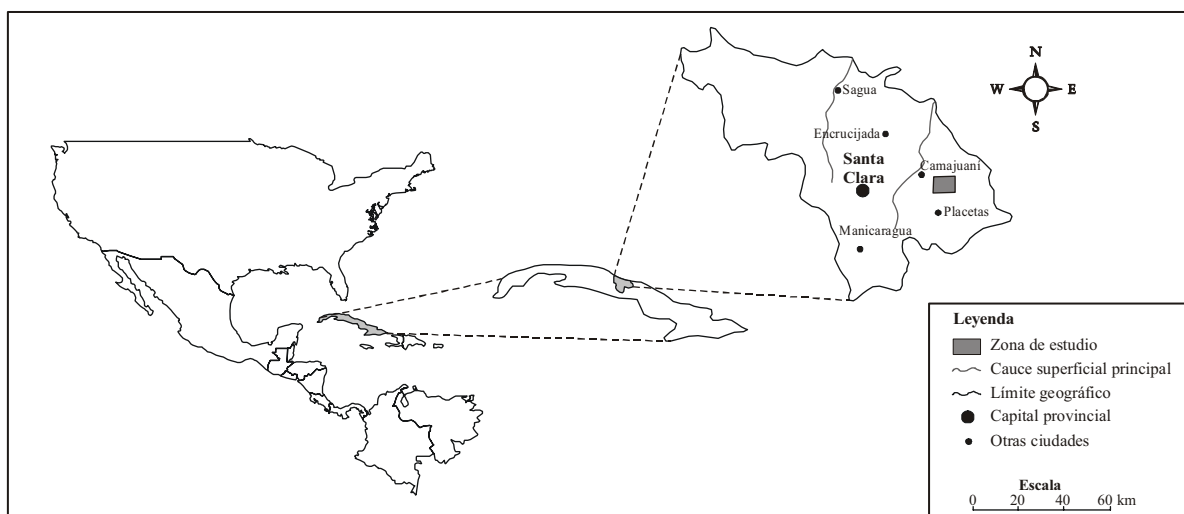 N
W E
S
Sagua
Encrucijada
Santa
Clara
Camajuaní
Placetas
Manicaragua
Leyenda
Zona de estudio
Cauce superficial principal
Límite geográfico
Capital provincial
Otras ciudades
Escala
0 20 40 60 km